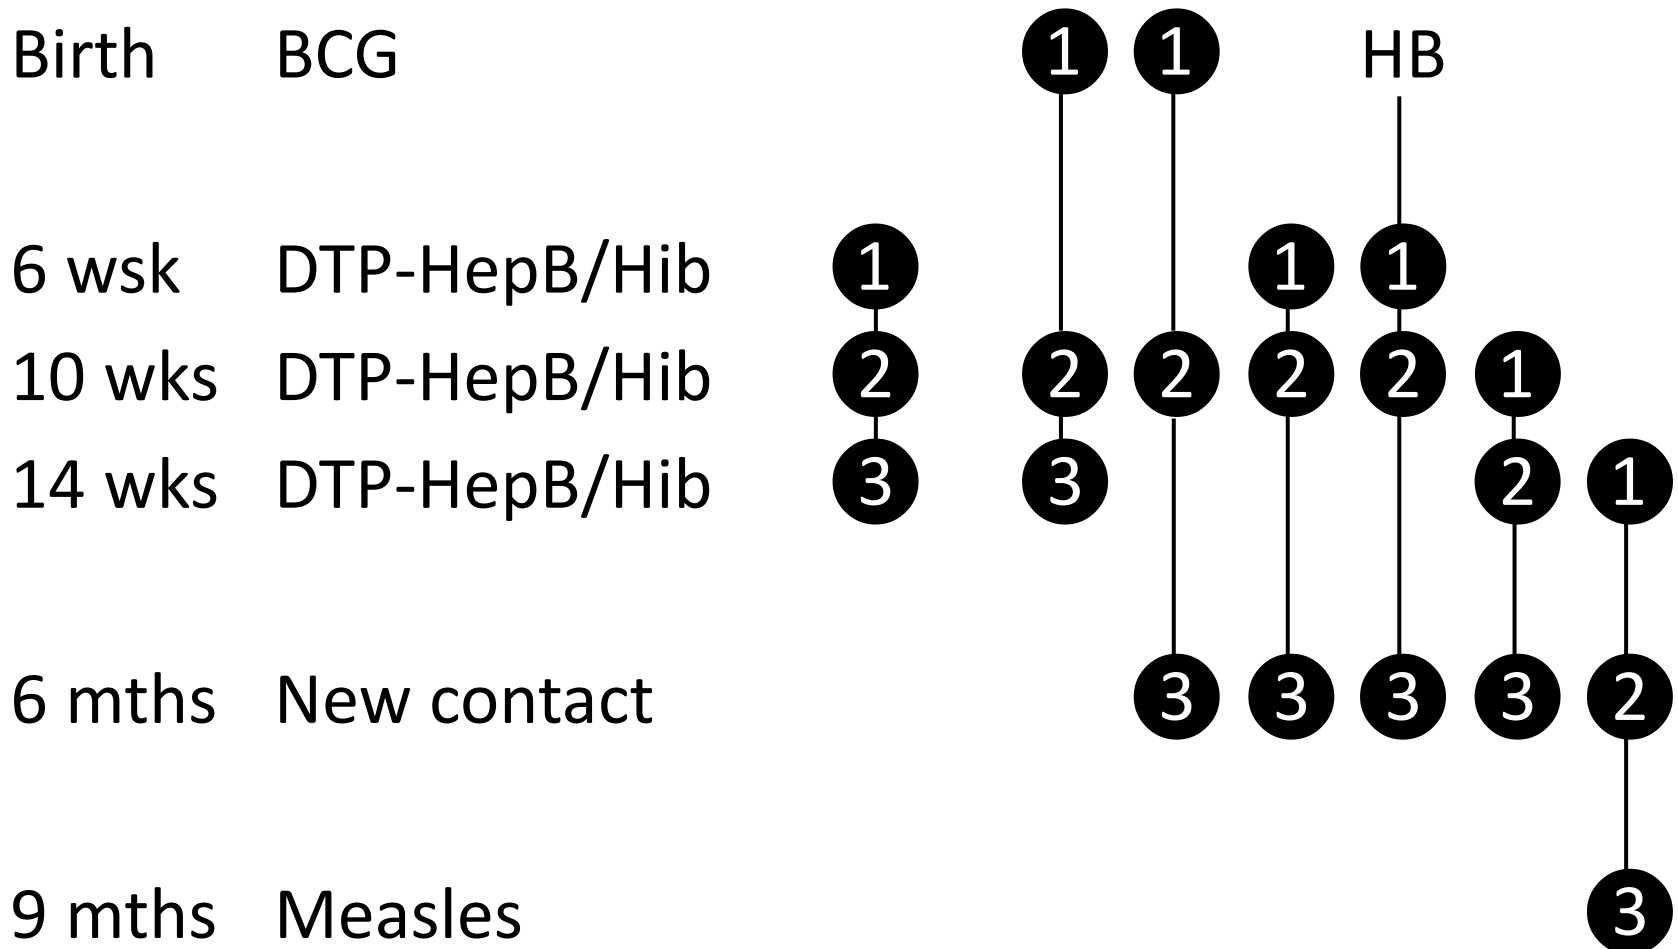 Birth BCG 1 1 HB
6 wsk DTP-HepB/Hib 1 1 1
10 wks DTP-HepB/Hib 2 2 2 2 2 1
14 wks DTP-HepB/Hib 3 3 2 1
6 mths New contact 3 3 3 3 2
9 mths Measles 3